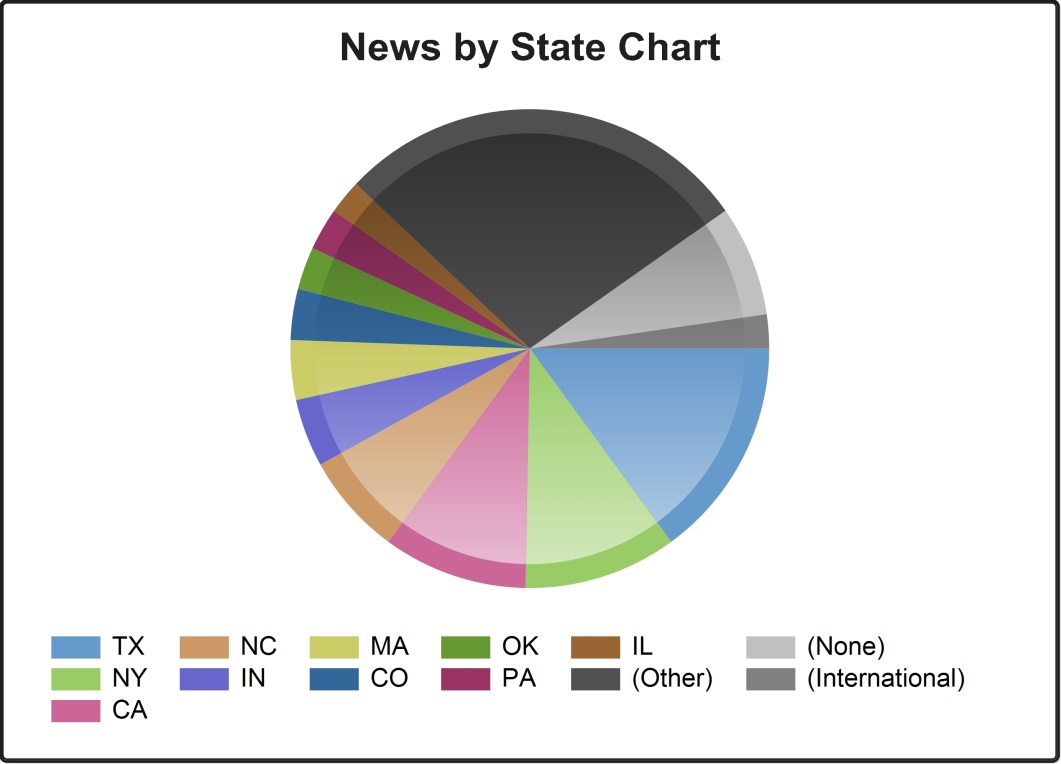 News by State Chart
TX NC MA OK IL (None)
NY IN CO PA (Other) (International)
CA